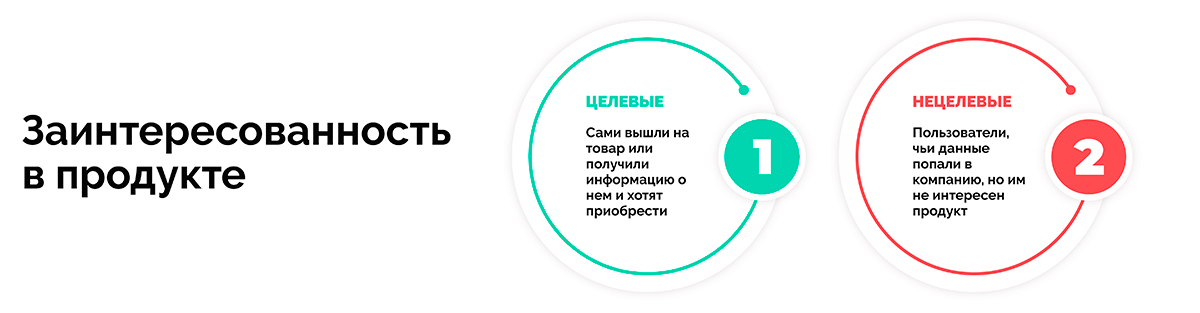 Заинтересованность
в продукте
ЦЕЛЕВЫЕ
Сами вышли на
товар или
получили
информацию о
нем и хотят
приобрести
1
НЕЦЕЛЕВЫЕ
Пользователи,
чьи данные
попали в
компанию, но им
не интересен
продукт
2